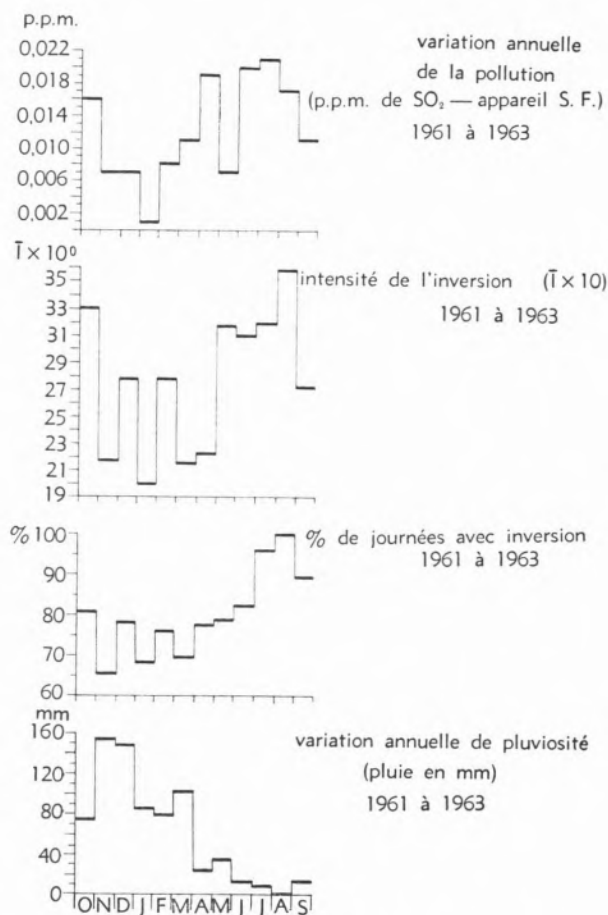 p.p.m.
0,022
0,018
0,014
0,010
0,006
0,002
variation annuelle
de la pollution
(p.p.m. de SO₂ — appareil S. F.)
1961 à 1963
Ī × 10⁰
35
33
31
29
27
25
23
21
19
intensité de l'inversion (Ī × 10)
1961 à 1963
% 100
90
80
70
60
% de journées avec inversion
1961 à 1963
mm
160
120
80
40
0
variation annuelle de pluviosité
(pluie en mm)
1961 à 1963
O N D J F M A M J J A S